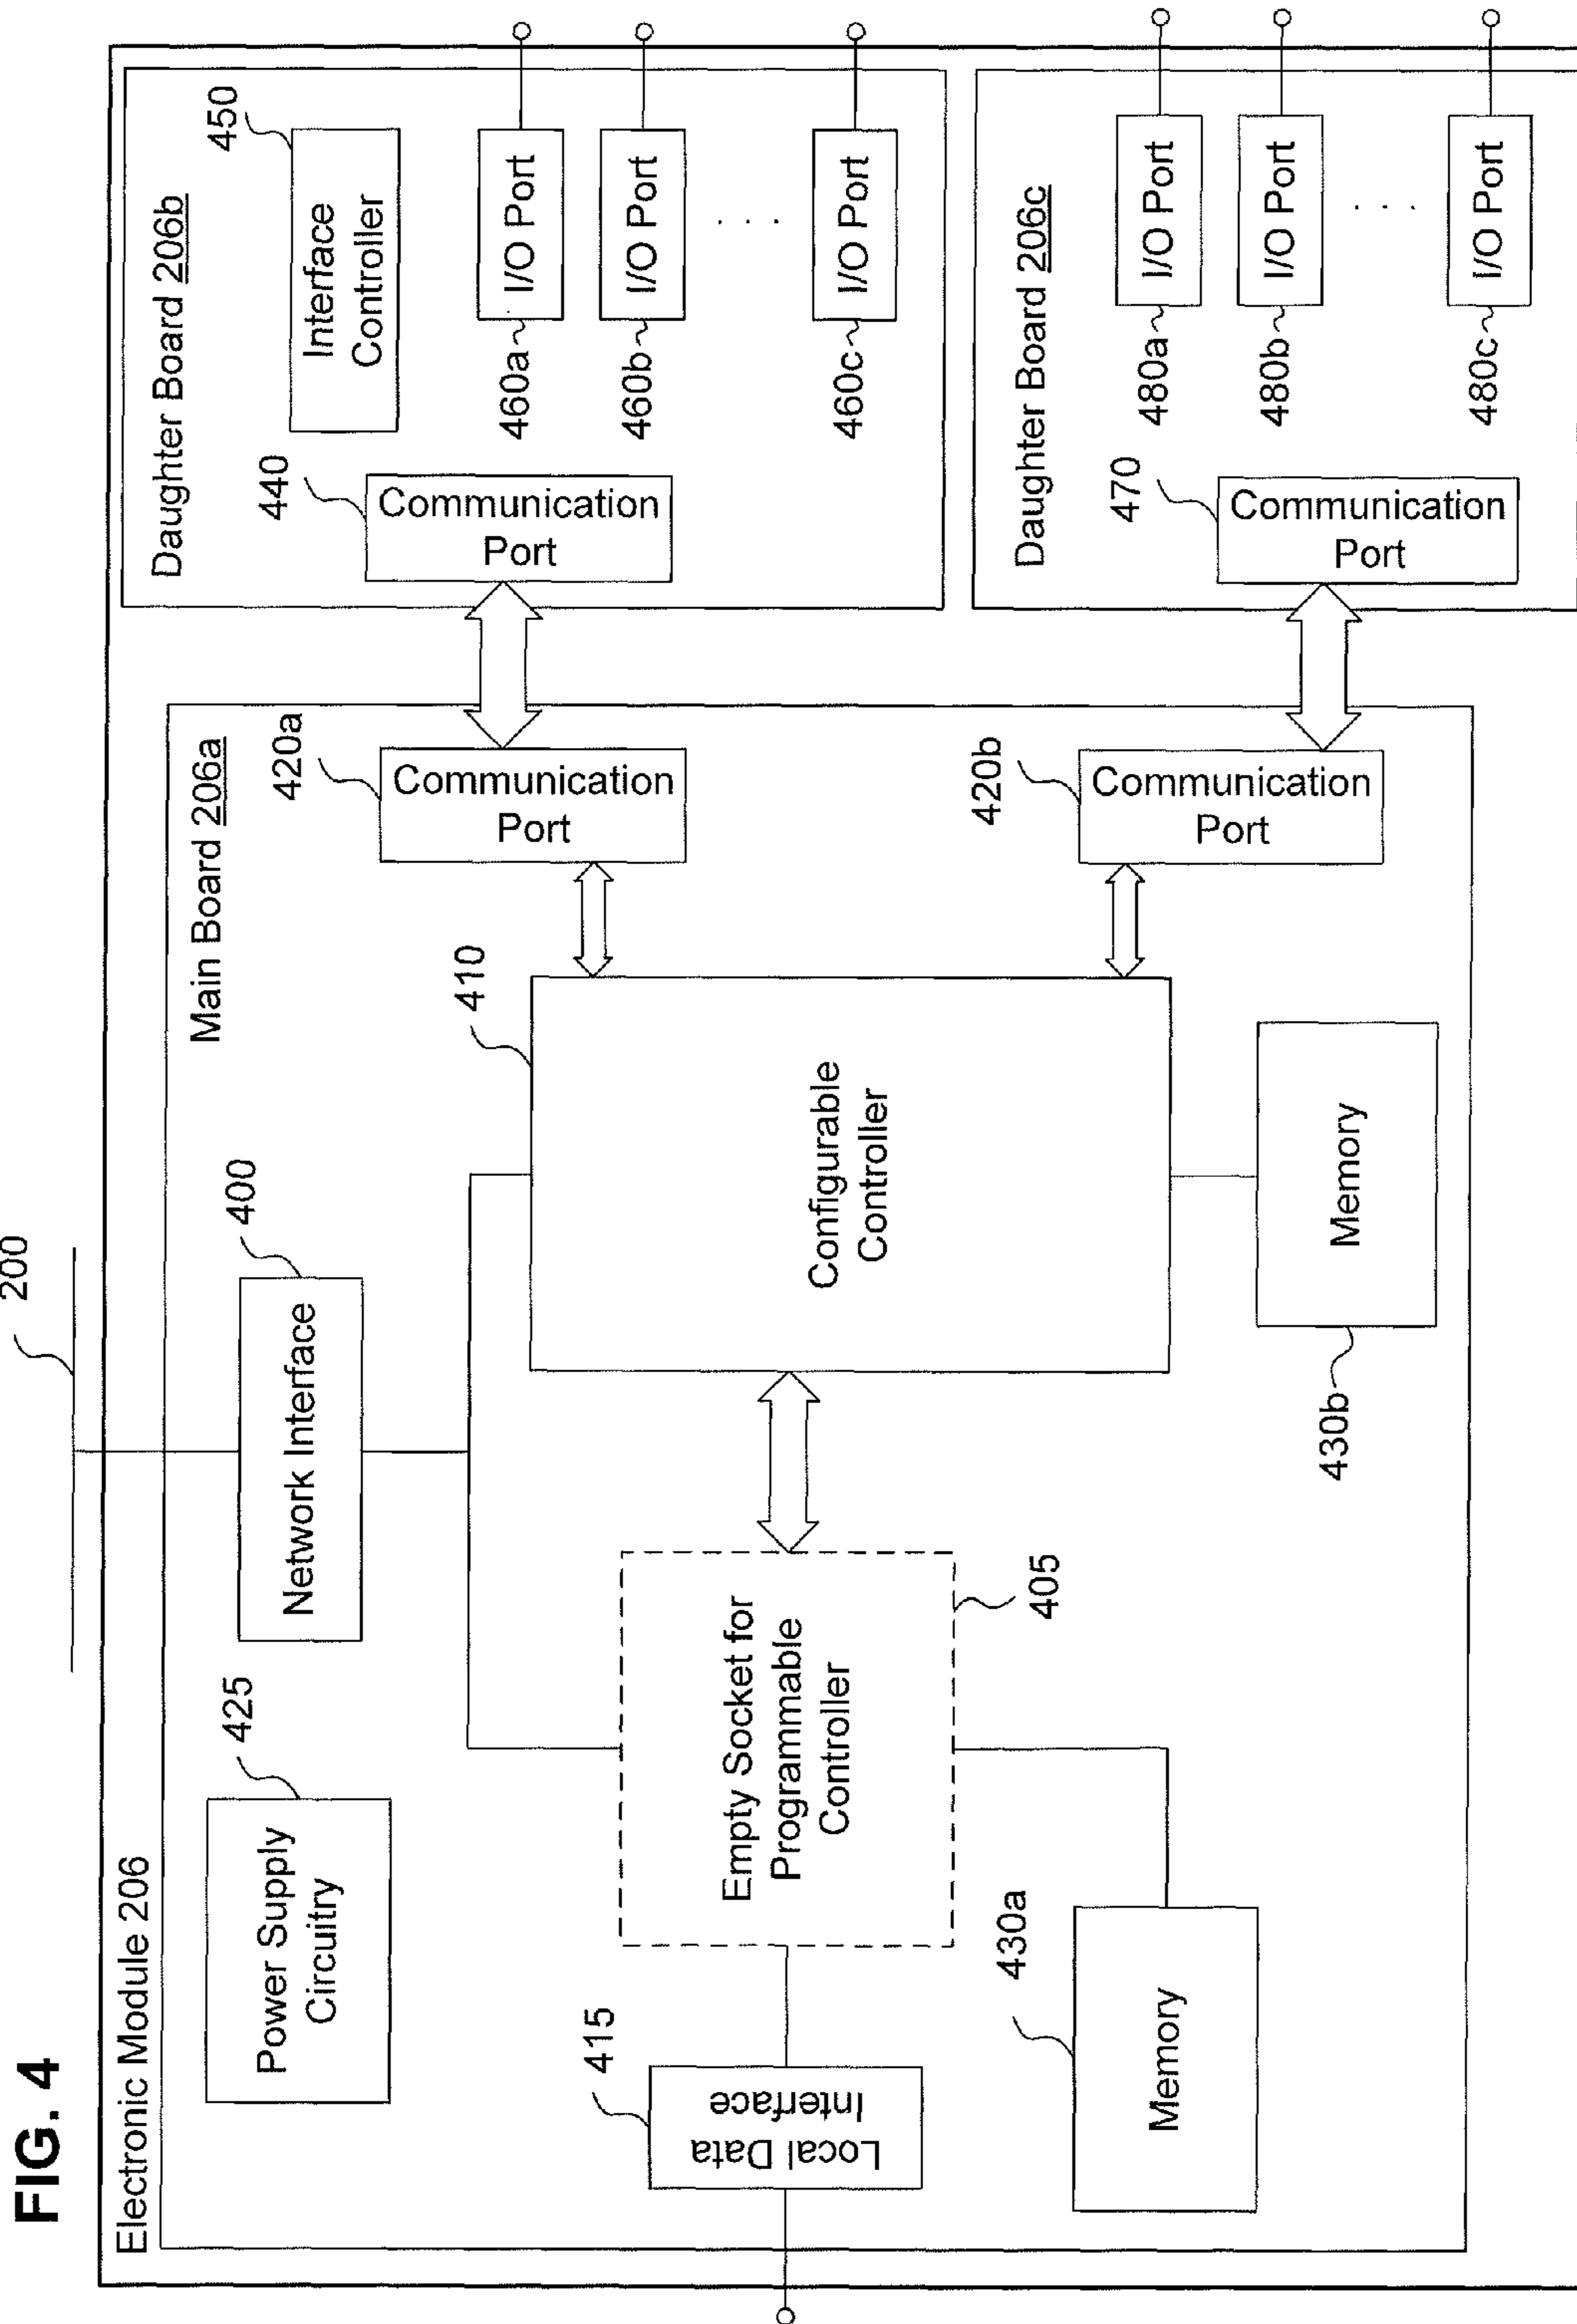 FIG. 4
200
Electronic Module 206
Main Board 206a
425
Power Supply
Circuitry
400
Network Interface
415
Local Data
Interface
Empty Socket for
Programmable
Controller
405
410
Configurable
Controller
430a
Memory
430b
Memory
420a
Communication
Port
420b
Communication
Port
Daughter Board 206b
440
Communication
Port
450
Interface
Controller
460a
I/O Port
460b
I/O Port
. . .
460c
I/O Port
Daughter Board 206c
470
Communication
Port
480a
I/O Port
480b
I/O Port
. . .
480c
I/O Port